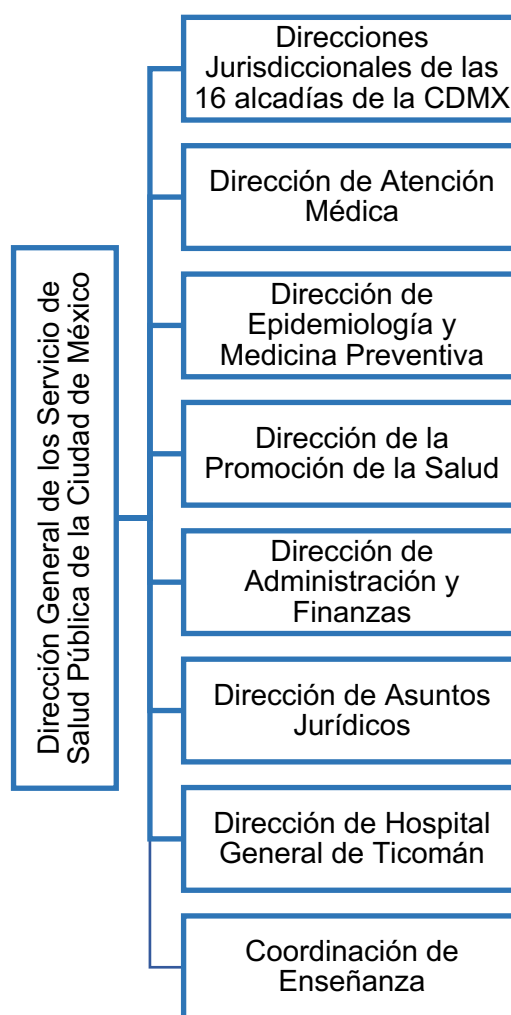 Dirección General de los Servicio de
Salud Pública de la Ciudad de México
Direcciones
Jurisdiccionales de las
16 alcadías de la CDMX
Dirección de Atención
Médica
Dirección de
Epidemiología y
Medicina Preventiva
Dirección de la
Promoción de la Salud
Dirección de
Administración y
Finanzas
Dirección de Asuntos
Jurídicos
Dirección de Hospital
General de Ticomán
Coordinación de
Enseñanza